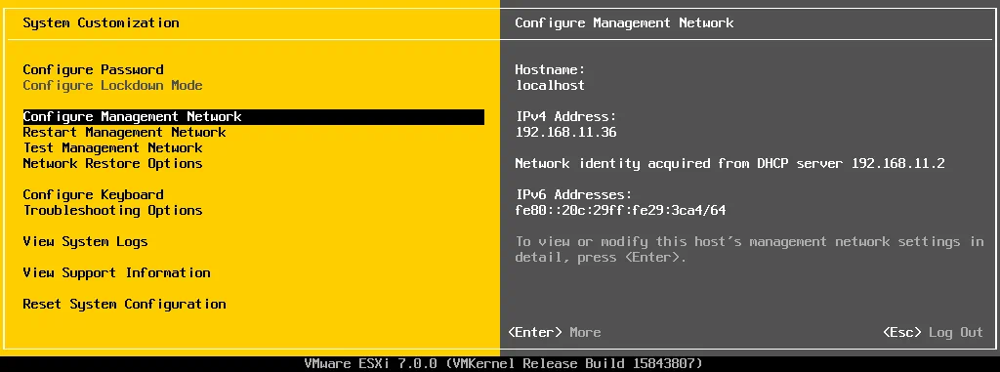 System Customization
Configure Password
Configure Lockdown Mode
Configure Management Network
Restart Management Network
Test Management Network
Network Restore Options
Configure Keyboard
Troubleshooting Options
View System Logs
View Support Information
Reset System Configuration
Configure Management Network
Hostname:
localhost
IPv4 Address:
192.168.11.36
Network identity acquired from DHCP server 192.168.11.2
IPv6 Addresses:
fe80::20c:29ff:fe29:3ca4/64
To view or modify this host's management network settings in
detail, press <Enter>.
<Enter> More
<Esc> Log Out
VMware ESXi 7.0.0 (VMKernel Release Build 15843807)